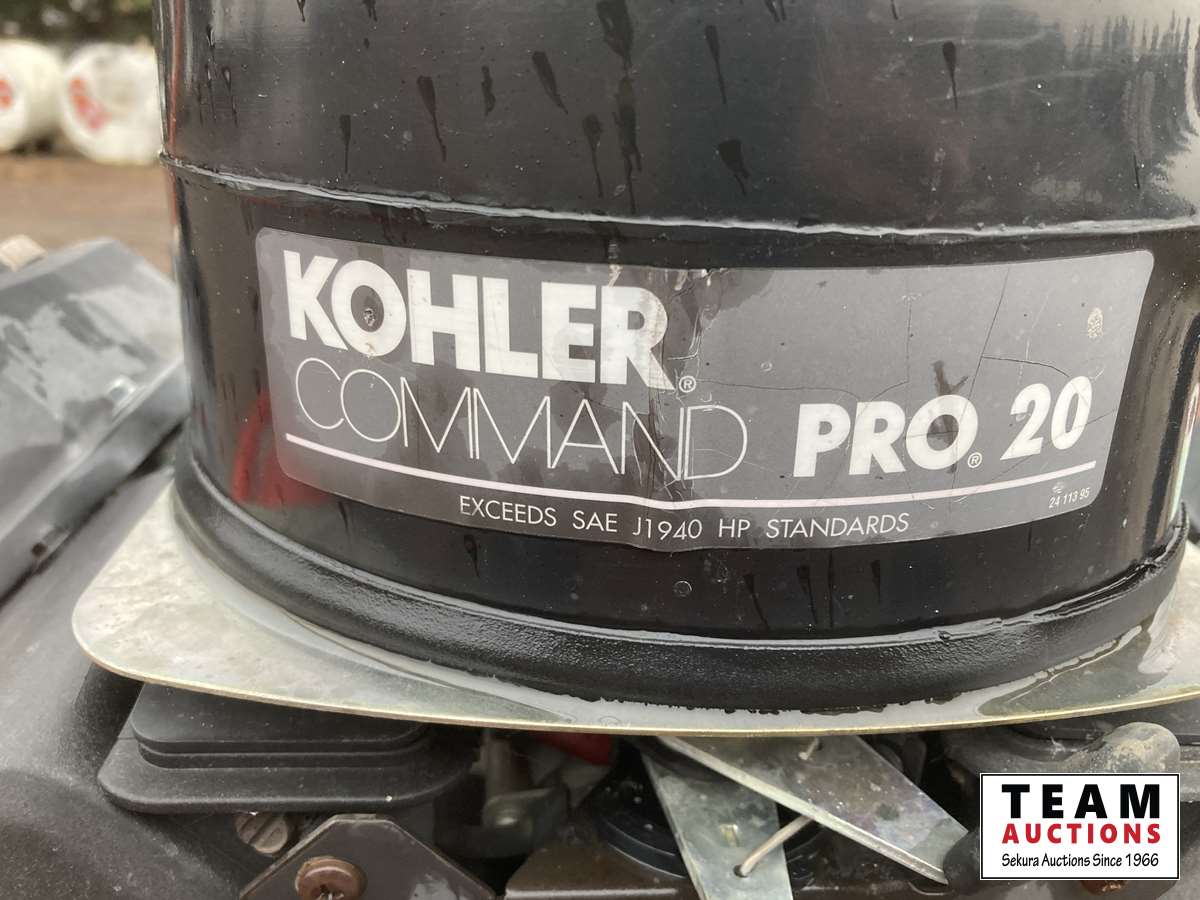 KOHLER®
COMMAND PRO® 20
24 113 95
EXCEEDS SAE J1940 HP STANDARDS
TEAM
AUCTIONS
Sekura Auctions Since 1966